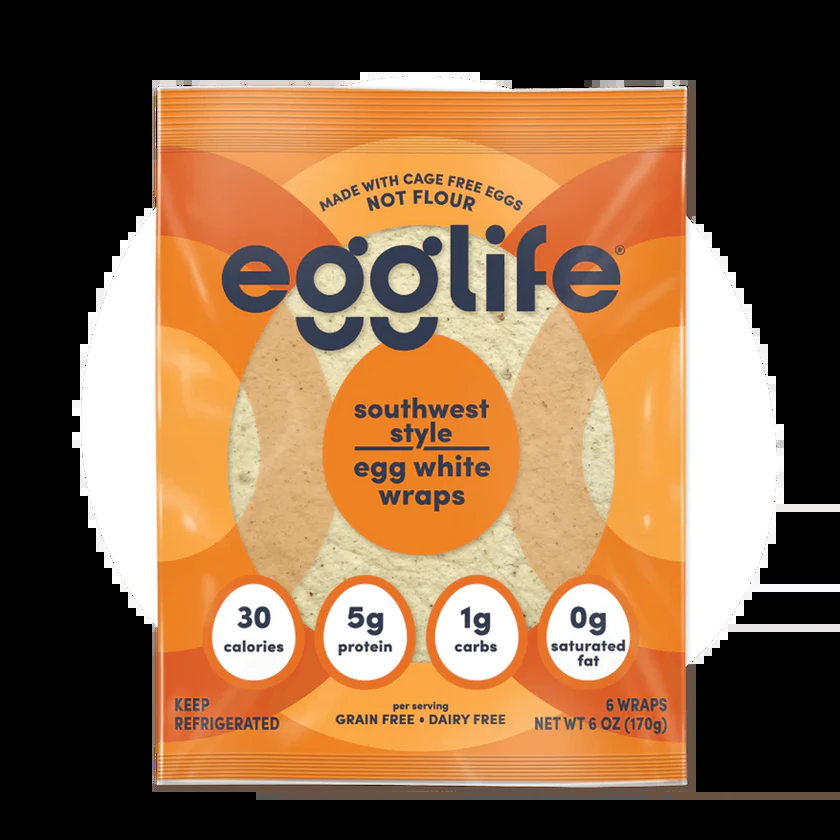 MADE WITH CAGE FREE EGGS
NOT FLOUR
egglife®
southwest
style
egg white
wraps
30
calories
5g
protein
1g
carbs
0g
saturated
fat
KEEP
REFRIGERATED
per serving
GRAIN FREE • DAIRY FREE
6 WRAPS
NET WT 6 OZ (170g)